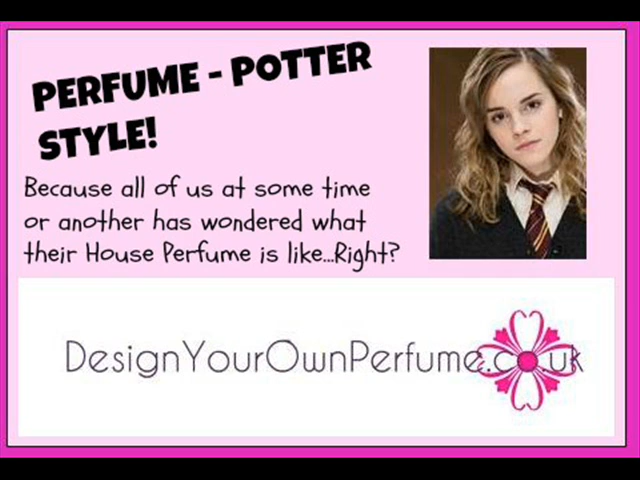 PERFUME - POTTER
STYLE!
Because all of us at some time
or another has wondered what
their House Perfume is like...Right?
DesignYourOwnPerfume.co.uk